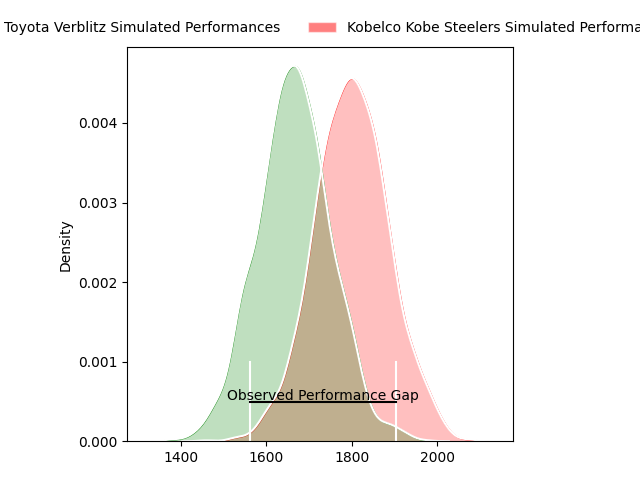 Toyota Verblitz Simulated Performances
Kobelco Kobe Steelers Simulated Performa
Density
0.004
0.003
0.002
0.001
0.000
Observed Performance Gap
1400 1600 1800 2000